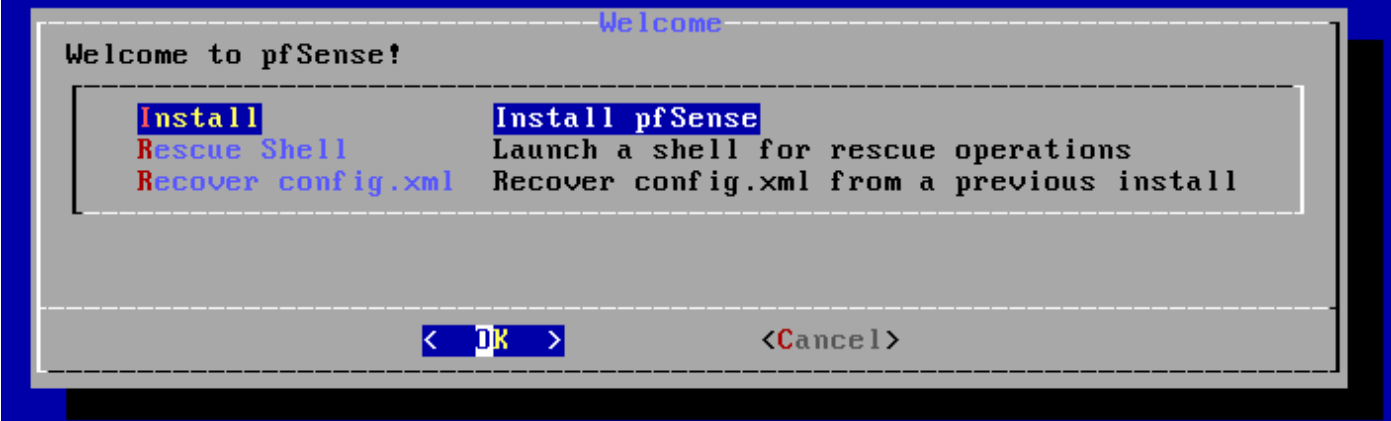 Welcome
Welcome to pfSense!
Install Install pfSense
Rescue Shell Launch a shell for rescue operations
Recover config.xml Recover config.xml from a previous install
< OK > <Cancel>